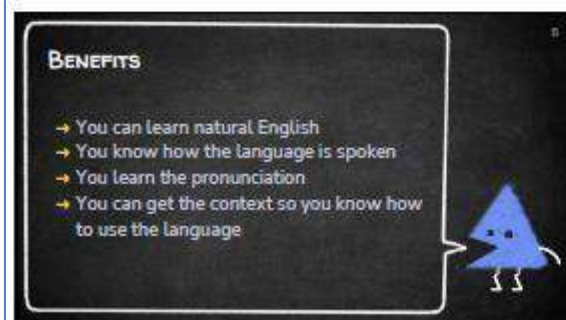 BENEFITS
→ You can learn natural English
→ You know how the language is spoken
→ You learn the pronunciation
→ You can get the context so you know how
to use the language